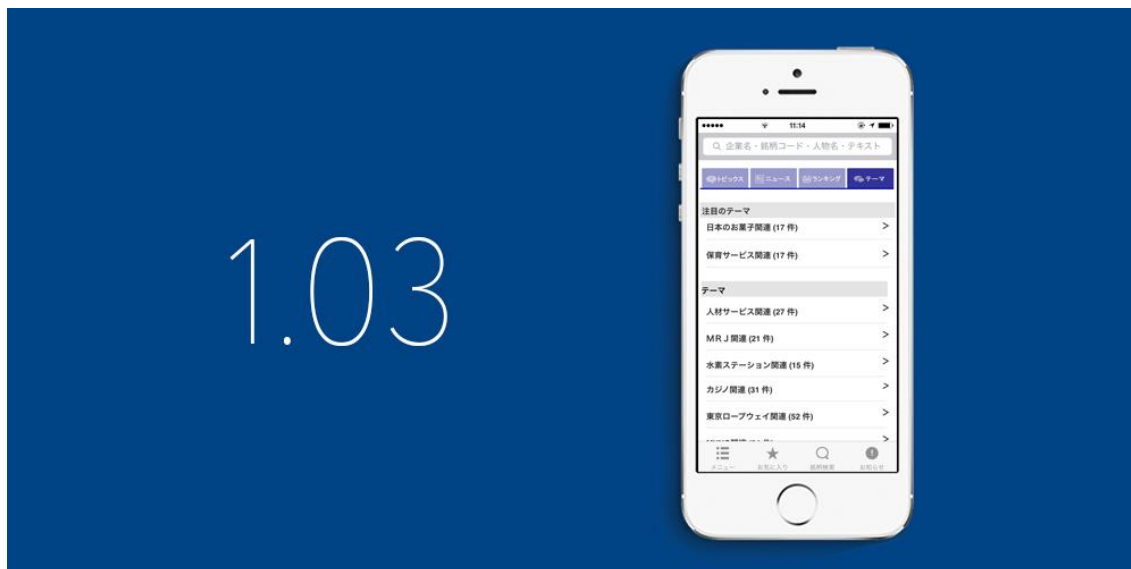 1.03
11:14
企業名・銘柄コード・人物名・テキスト
トピックス ニュース ランキング テーマ
注目のテーマ
日本のお菓子関連 (17 件) >
保育サービス関連 (17 件) >
テーマ
人材サービス関連 (27 件) >
MRJ関連 (21 件) >
水素ステーション関連 (15 件) >
カジノ関連 (31 件) >
東京ロープウェイ関連 (52 件) >
メニュー お気に入り 銘柄検索 お知らせ